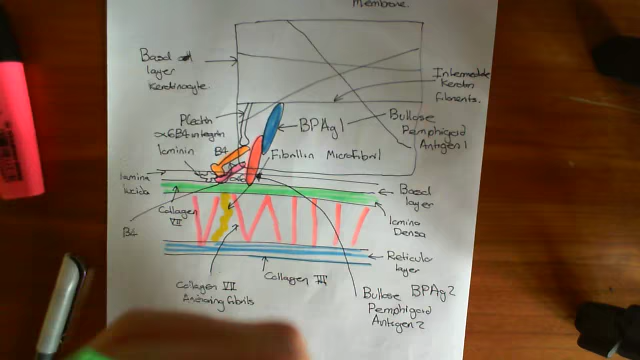 Membrane.
Basal cell
layer
Keratinocyte
Intermediate
Keratin
filaments.
Plectin
α6β4 integrin
laminin
B4
BPAg1
Bullose
Pemphigoid
Antigen 1
Fibrillin Microfibril
lamina
lucida
Collagen
VII
B4
Basal
layer
lamina
Densa
Reticular
layer
Collagen VII
Anchoring fibrils
Collagen III
Bullose BPAg2
Pemphigoid
Antigen 2